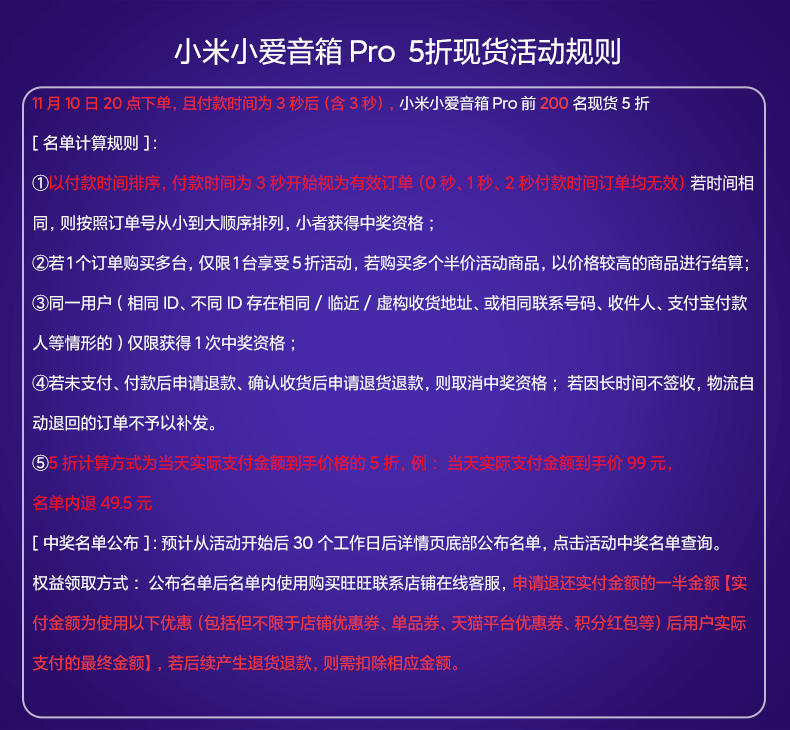 小米小爱音箱 Pro 5折现货活动规则
11 月 10 日 20 点下单，且付款时间为 3 秒后（含 3 秒），小米小爱音箱 Pro 前 200 名现货 5 折
[ 名单计算规则 ]：
①以付款时间排序，付款时间为 3 秒开始视为有效订单（0 秒、1 秒、2 秒付款时间订单均无效）若时间相
同，则按照订单号从小到大顺序排列，小者获得中奖资格；
②若1个订单购买多台，仅限1台享受5折活动，若购买多个半价活动商品，以价格较高的商品进行结算；
③同一用户（相同 ID、不同 ID 存在相同 / 临近 / 虚构收货地址、或相同联系号码、收件人、支付宝付款
人等情形的）仅限获得1次中奖资格；
④若未支付、付款后申请退款、确认收货后申请退货退款，则取消中奖资格；若因长时间不签收，物流自
动退回的订单不予以补发。
⑤5 折计算方式为当天实际支付金额到手价格的 5 折，例：当天实际支付金额到手价 99 元，
名单内退 49.5 元
[ 中奖名单公布 ]：预计从活动开始后 30 个工作日后详情页底部公布名单，点击活动中奖名单查询。
权益领取方式：公布名单后名单内使用购买旺旺联系店铺在线客服，申请退还实付金额的一半金额【实
付金额为使用以下优惠（包括但不限于店铺优惠券、单品券、天猫平台优惠券、积分红包等）后用户实际
支付的最终金额】，若后续产生退货退款，则需扣除相应金额。